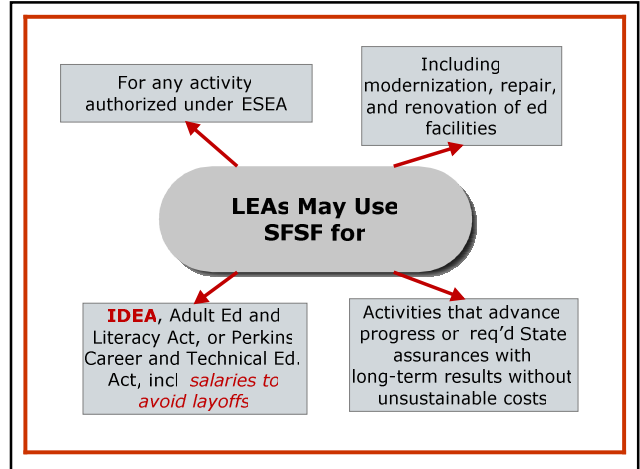 For any activity
authorized under ESEA
Including
modernization, repair,
and renovation of ed
facilities
LEAs May Use
SFSF for
IDEA, Adult Ed and
Literacy Act, or Perkins
Career and Technical Ed.
Act, incl salaries to
avoid layoffs
Activities that advance
progress or req'd State
assurances with
long-term results without
unsustainable costs